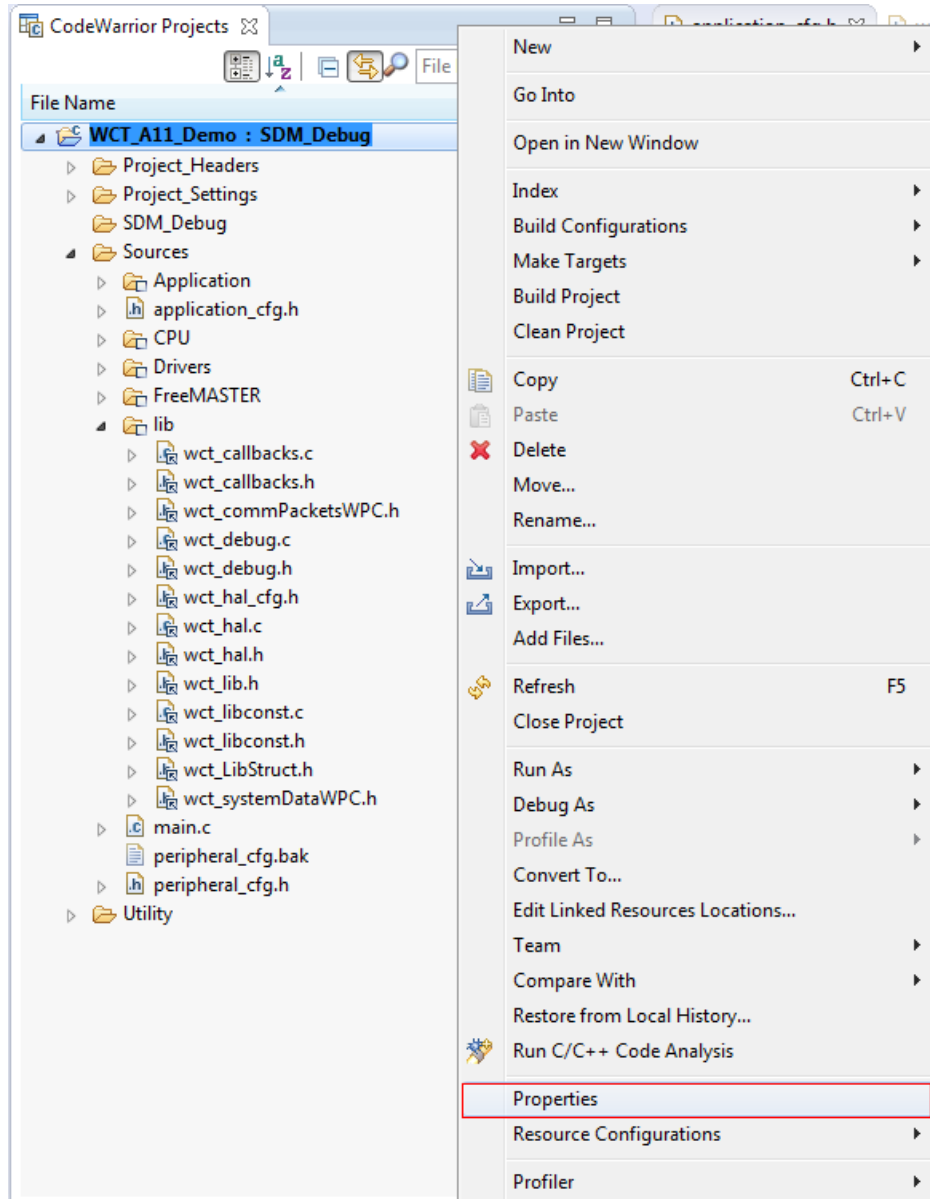 CodeWarrior Projects
application_cfg.h
File
File Name
WCT_A11_Demo : SDM_Debug
Project_Headers
Project_Settings
SDM_Debug
Sources
Application
application_cfg.h
CPU
Drivers
FreeMASTER
lib
wct_callbacks.c
wct_callbacks.h
wct_commPacketsWPC.h
wct_debug.c
wct_debug.h
wct_hal_cfg.h
wct_hal.c
wct_hal.h
wct_lib.h
wct_libconst.c
wct_libconst.h
wct_LibStruct.h
wct_systemDataWPC.h
main.c
peripheral_cfg.bak
peripheral_cfg.h
Utility
New
Go Into
Open in New Window
Index
Build Configurations
Make Targets
Build Project
Clean Project
Copy Ctrl+C
Paste Ctrl+V
Delete
Move...
Rename...
Import...
Export...
Add Files...
Refresh F5
Close Project
Run As
Debug As
Profile As
Convert To...
Edit Linked Resources Locations...
Team
Compare With
Restore from Local History...
Run C/C++ Code Analysis
Properties
Resource Configurations
Profiler